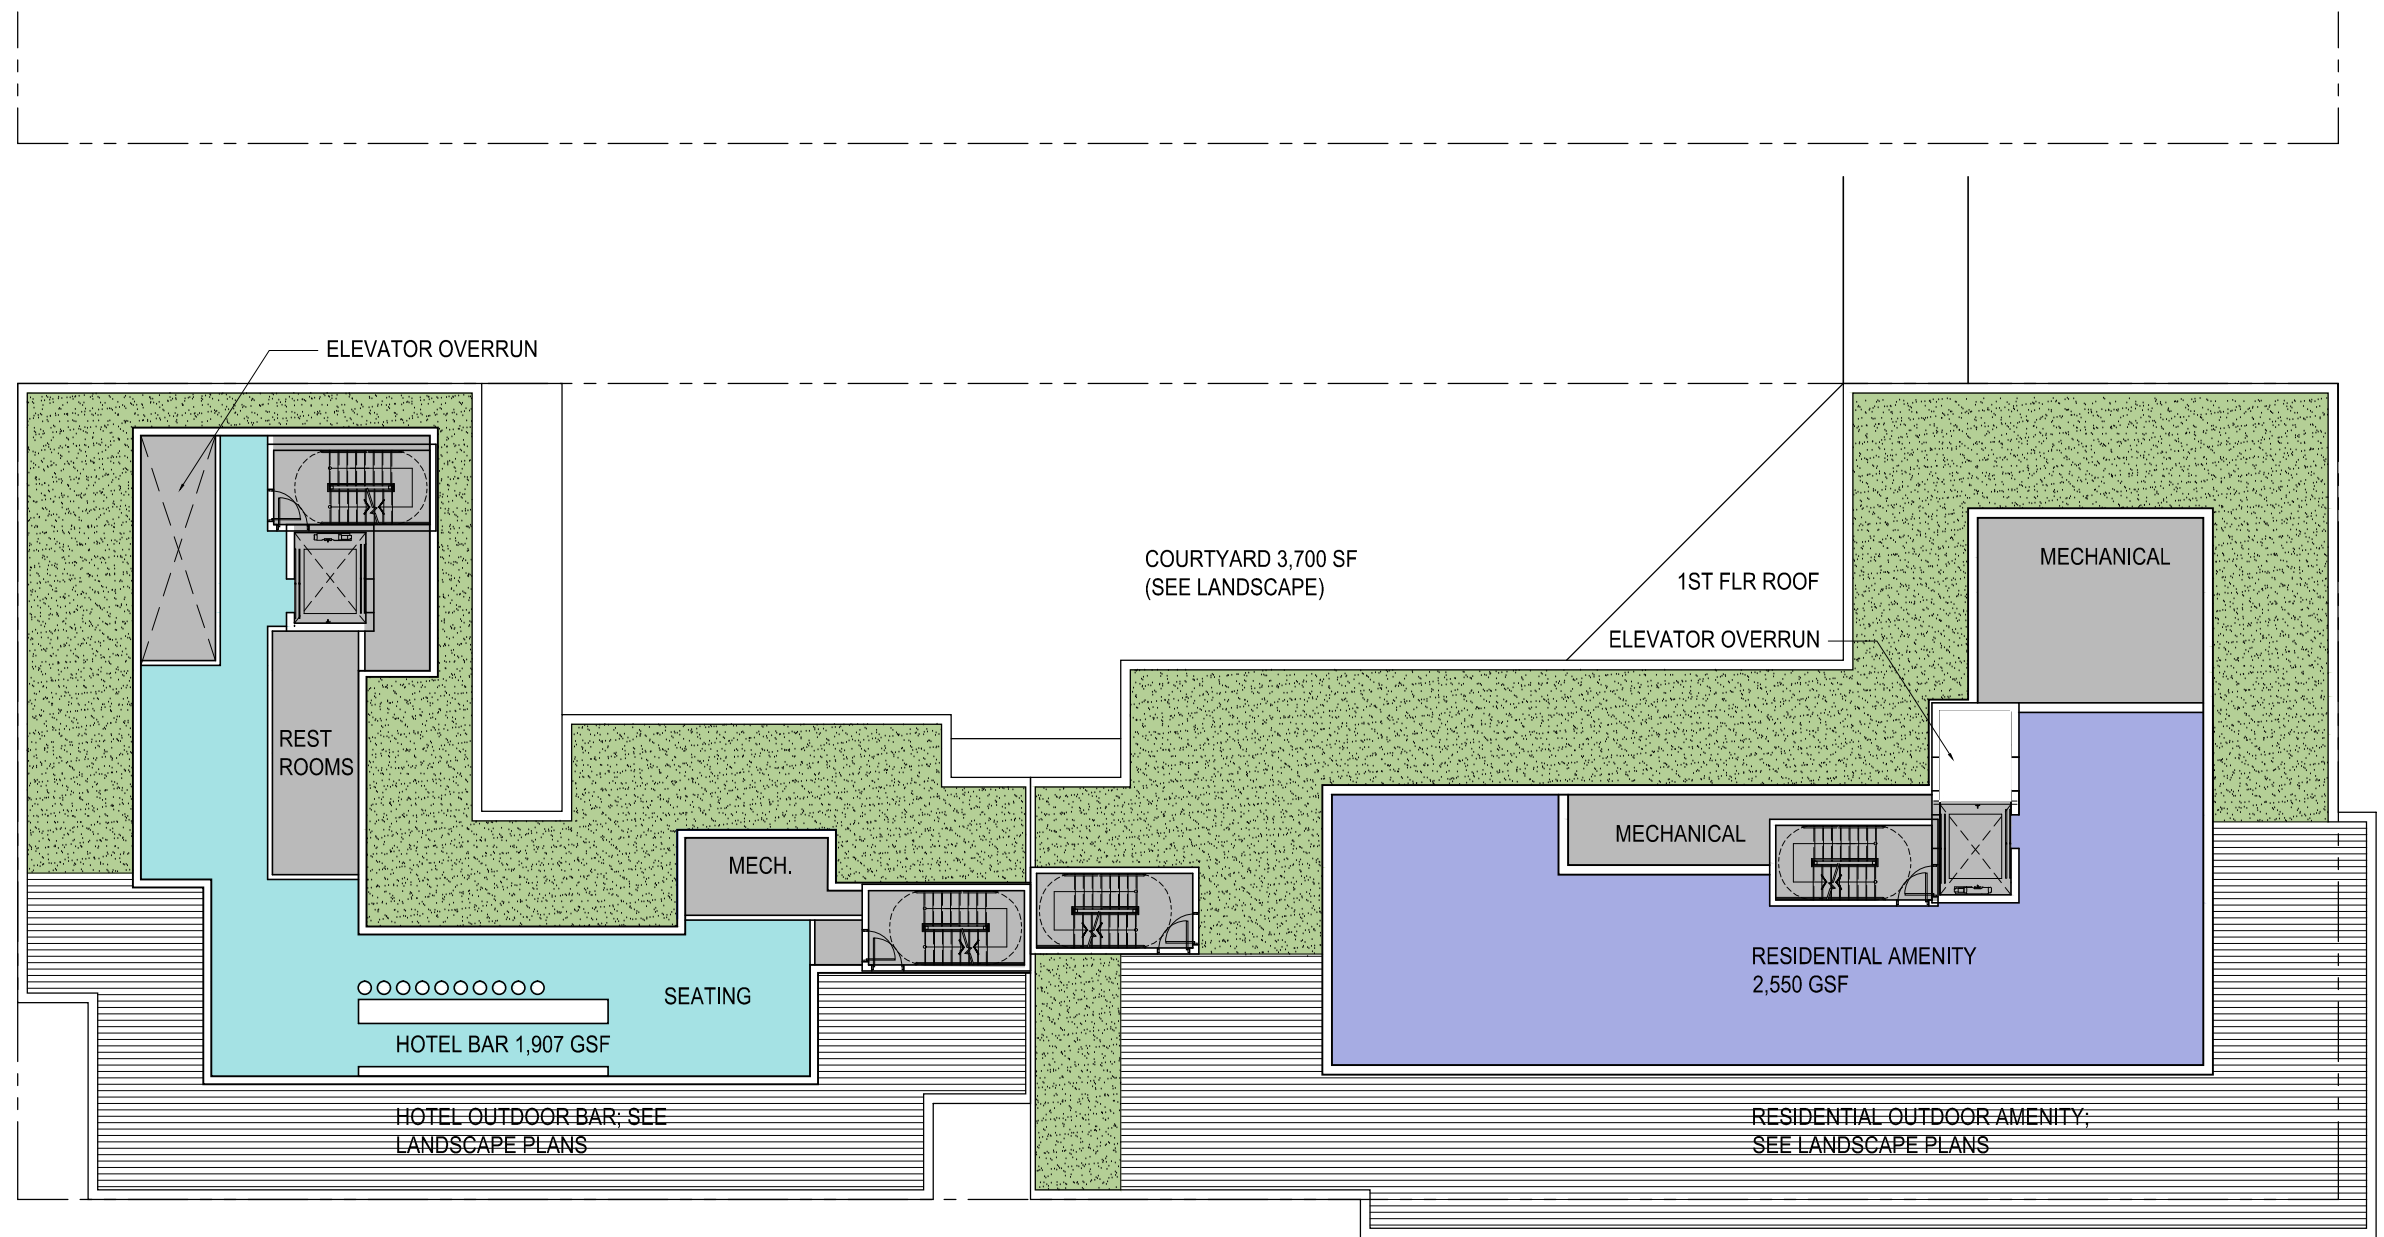 ELEVATOR OVERRUN
COURTYARD 3,700 SF
(SEE LANDSCAPE)
1ST FLR ROOF
MECHANICAL
ELEVATOR OVERRUN
REST
ROOMS
MECH.
MECHANICAL
SEATING
RESIDENTIAL AMENITY
2,550 GSF
HOTEL BAR 1,907 GSF
HOTEL OUTDOOR BAR; SEE
LANDSCAPE PLANS
RESIDENTIAL OUTDOOR AMENITY;
SEE LANDSCAPE PLANS